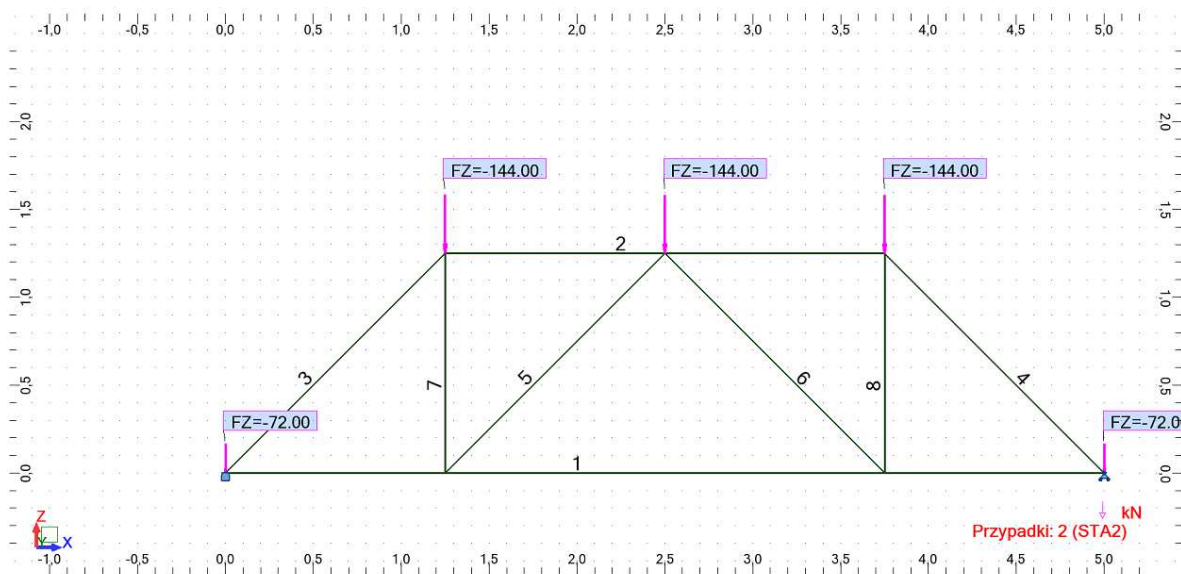 -1,0 -0,5 0,0 0,5 1,0 1,5 2,0 2,5 3,0 3,5 4,0 4,5 5,0
2,0 2,0
FZ=-144.00 FZ=-144.00 FZ=-144.00
1,5 1,5
2
1,0 1,0
3 7 5 6 8 4
0,5 0,5
FZ=-72.00 FZ=-72.0
1
0,0 0,0
kN
Przypadki: 2 (STA2)
Z
Y X
-1,0 -0,5 0,0 0,5 1,0 1,5 2,0 2,5 3,0 3,5 4,0 4,5 5,0